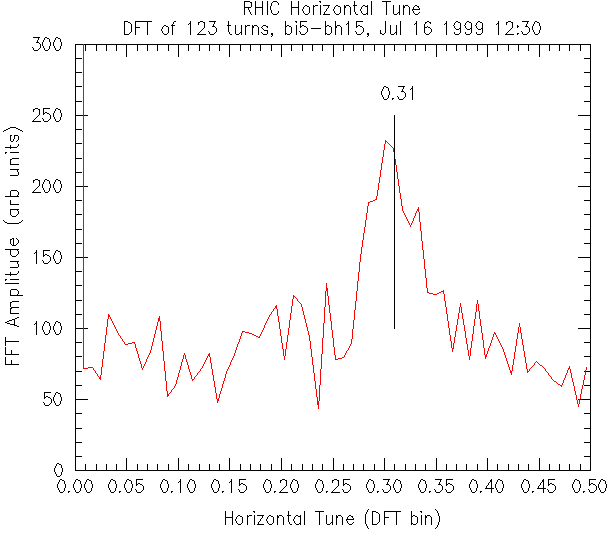 RHIC Horizontal Tune
DFT of 123 turns, bi5-bh15, Jul 16 1999 12:30
300
250
200
150
100
50
0
FFT Amplitude (arb units)
0.31
0.00 0.05 0.10 0.15 0.20 0.25 0.30 0.35 0.40 0.45 0.50
Horizontal Tune (DFT bin)